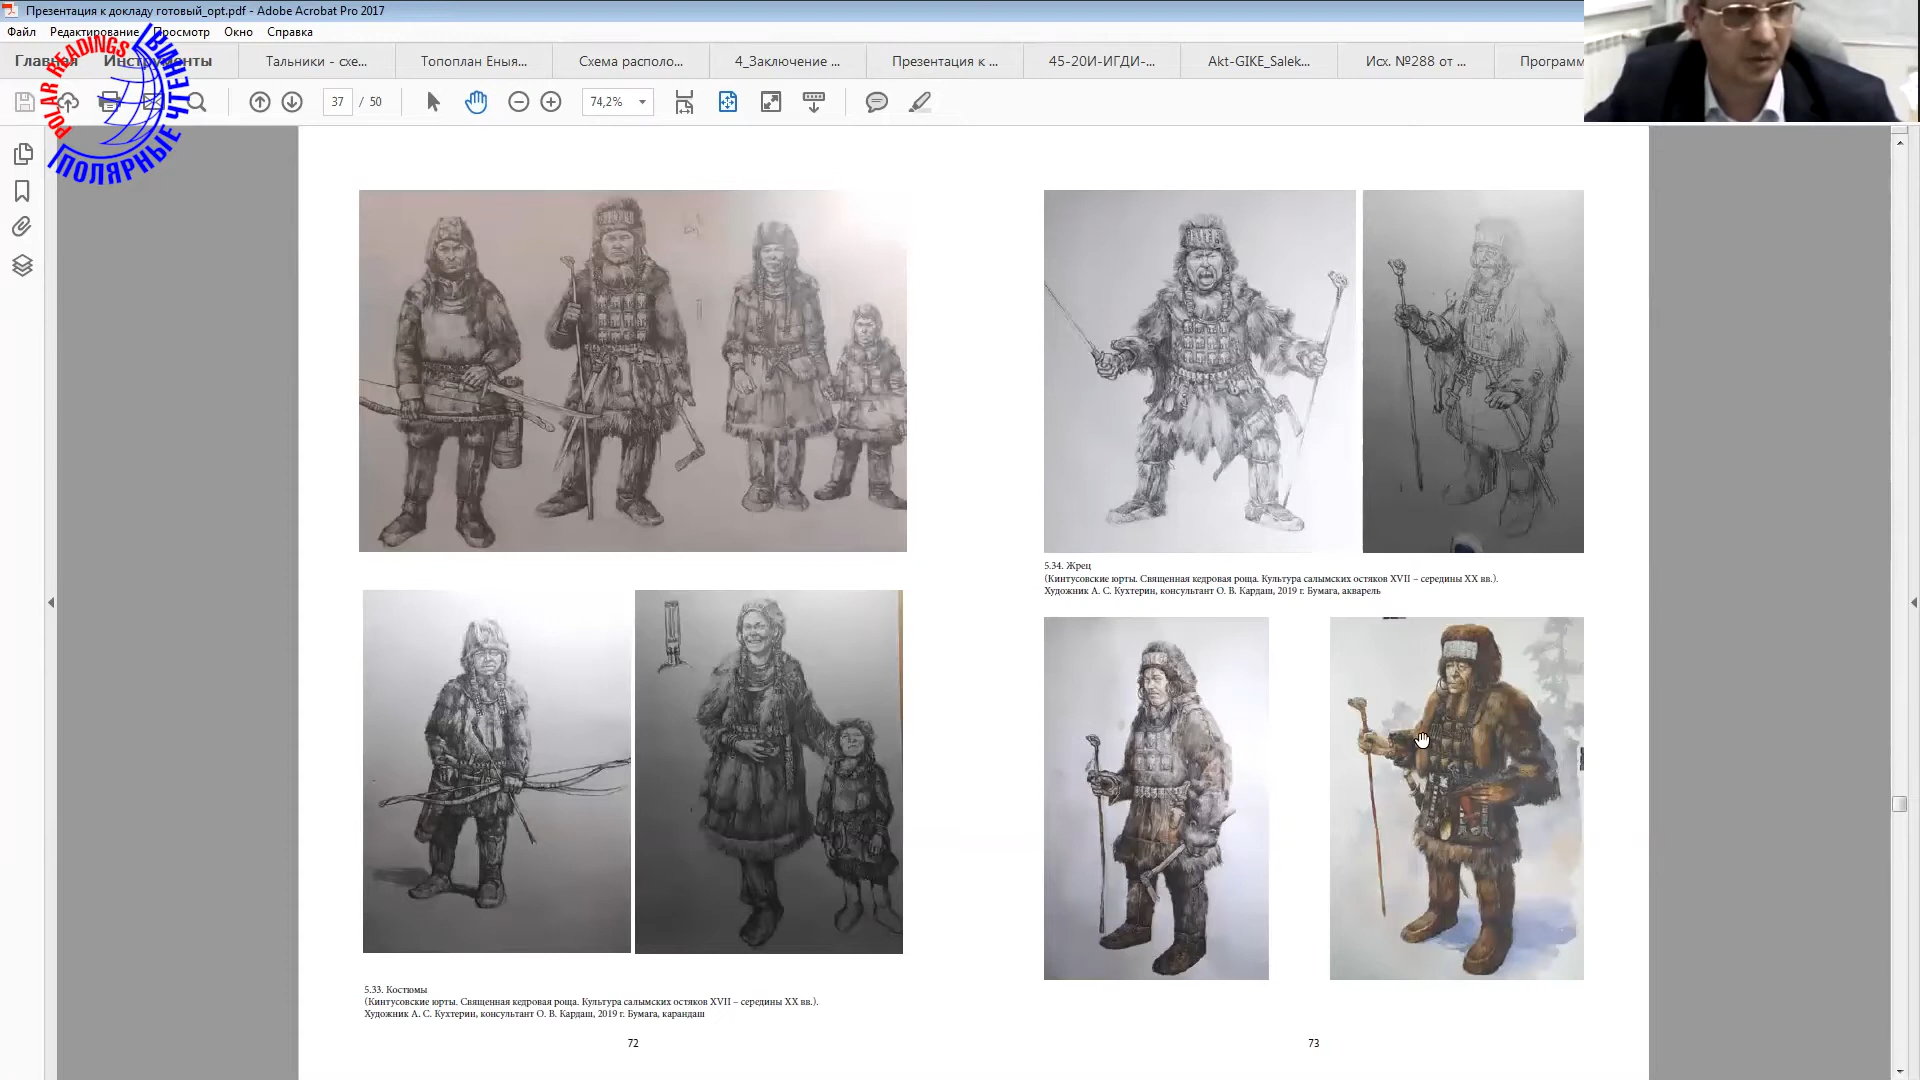 Презентация к докладу готовый_opt.pdf - Adobe Acrobat Pro 2017
Файл Редактирование Просмотр Окно Справка
Главная Инструменты Тальники - схе... Топоплан Еныя... Схема располо... 4_Заключение ... Презентация к ... 45-20И-ИГДИ-... Akt-GIKE_Salek... Исх. №288 от ... Программ
37 / 50 74,2%
POLAR READINGS
ПОЛЯРНЫЕ ЧТЕНИЯ
5.34. Жрец
(Кинтусовские юрты. Священная кедровая роща. Культура салымских остяков XVII – середины XX вв.).
Художник А. С. Кухтерин, консультант О. В. Кардаш, 2019 г. Бумага, акварель
5.33. Костюмы
(Кинтусовские юрты. Священная кедровая роща. Культура салымских остяков XVII – середины XX вв.).
Художник А. С. Кухтерин, консультант О. В. Кардаш, 2019 г. Бумага, карандаш
72
73